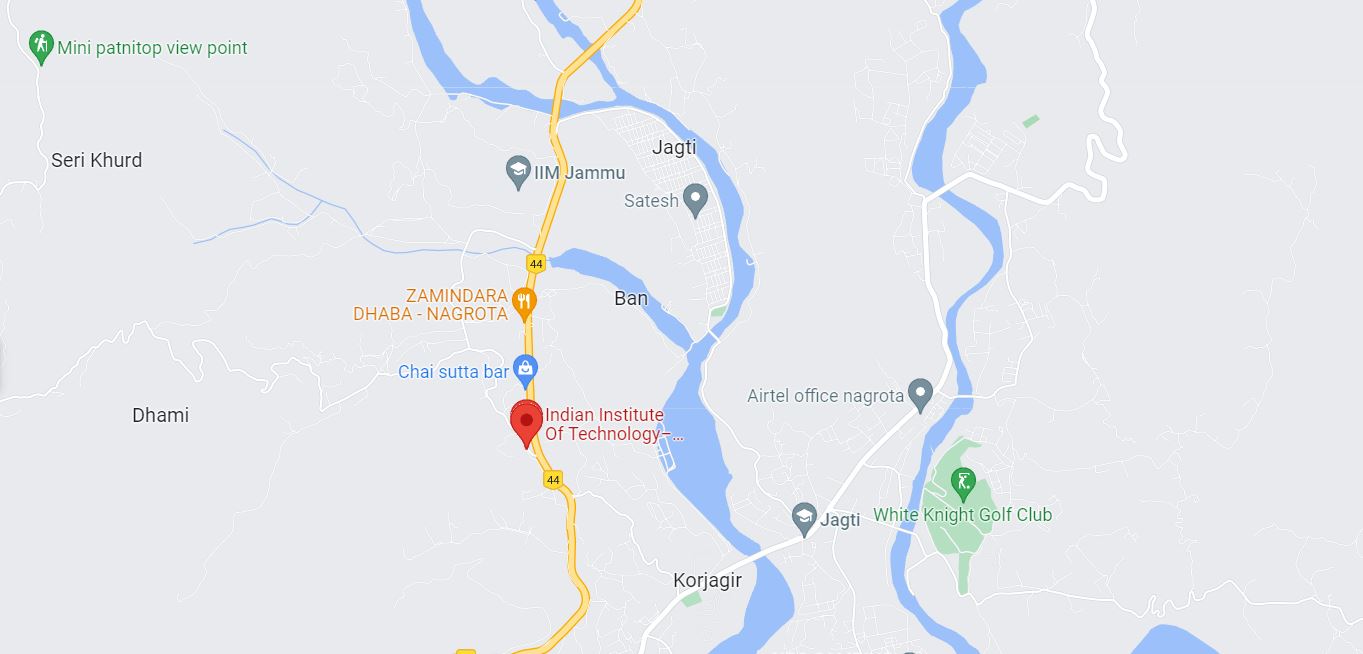 Mini patnitop view point
Jagti
Seri Khurd
IIM Jammu
Satesh
44
ZAMINDARA
DHABA - NAGROTA
Ban
Chai sutta bar
Airtel office nagrota
Dhami
Indian Institute
Of Technology–...
44
White Knight Golf Club
Jagti
Korjagir